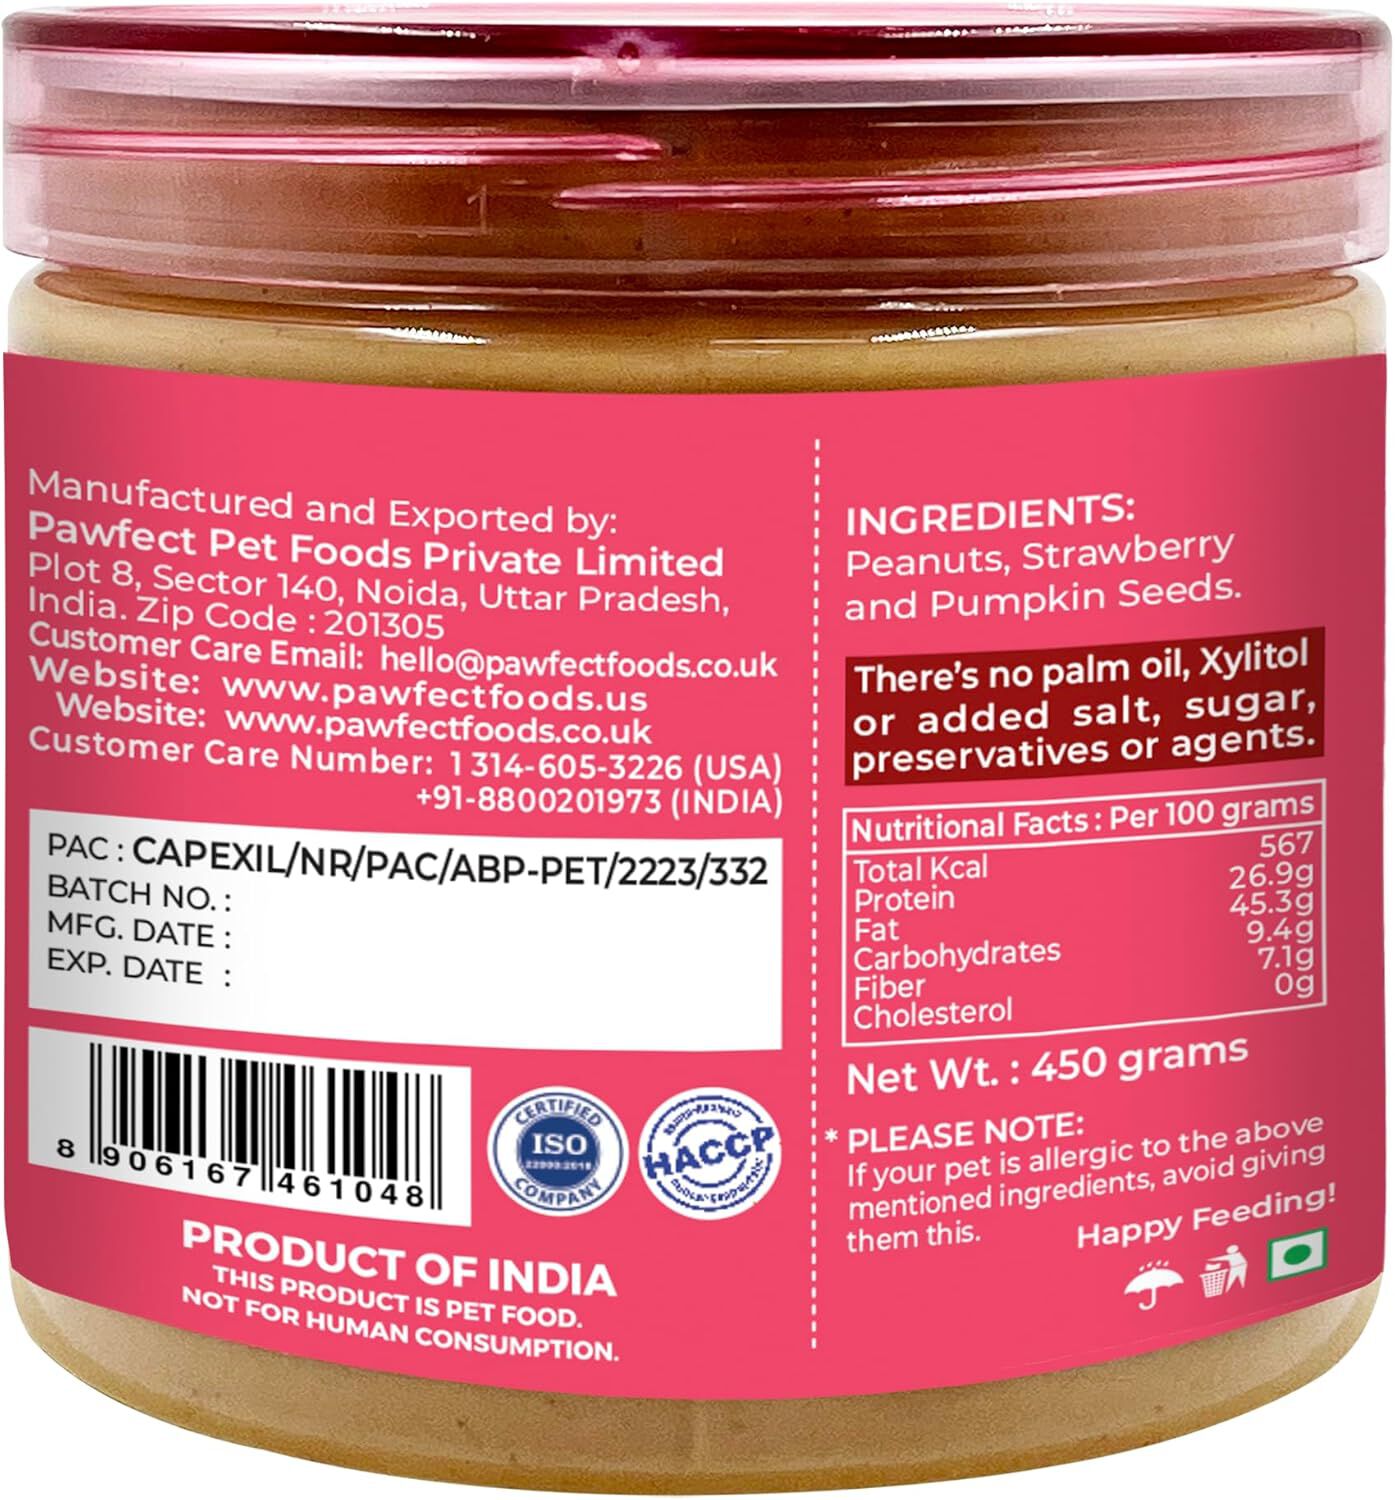 Manufactured and Exported by:
Pawfect Pet Foods Private Limited
Plot 8, Sector 140, Noida, Uttar Pradesh,
India. Zip Code : 201305
Customer Care Email: hello@pawfectfoods.co.uk
Website: www.pawfectfoods.us
Website: www.pawfectfoods.co.uk
Customer Care Number: 1 314-605-3226 (USA)
+91-8800201973 (INDIA)
PAC : CAPEXIL/NR/PAC/ABP-PET/2223/332
BATCH NO. :
MFG. DATE :
EXP. DATE :
8 906167 461048
CERTIFIED
ISO
COMPANY
HACCP
PRODUCT OF INDIA
THIS PRODUCT IS PET FOOD.
NOT FOR HUMAN CONSUMPTION.
INGREDIENTS:
Peanuts, Strawberry
and Pumpkin Seeds.
There's no palm oil, Xylitol
or added salt, sugar,
preservatives or agents.
Nutritional Facts : Per 100 grams
Total Kcal 567
Protein 26.9g
Fat 45.3g
Carbohydrates 9.4g
Fiber 7.1g
Cholesterol 0g
Net Wt. : 450 grams
* PLEASE NOTE:
If your pet is allergic to the above
mentioned ingredients, avoid giving
them this.
Happy Feeding!